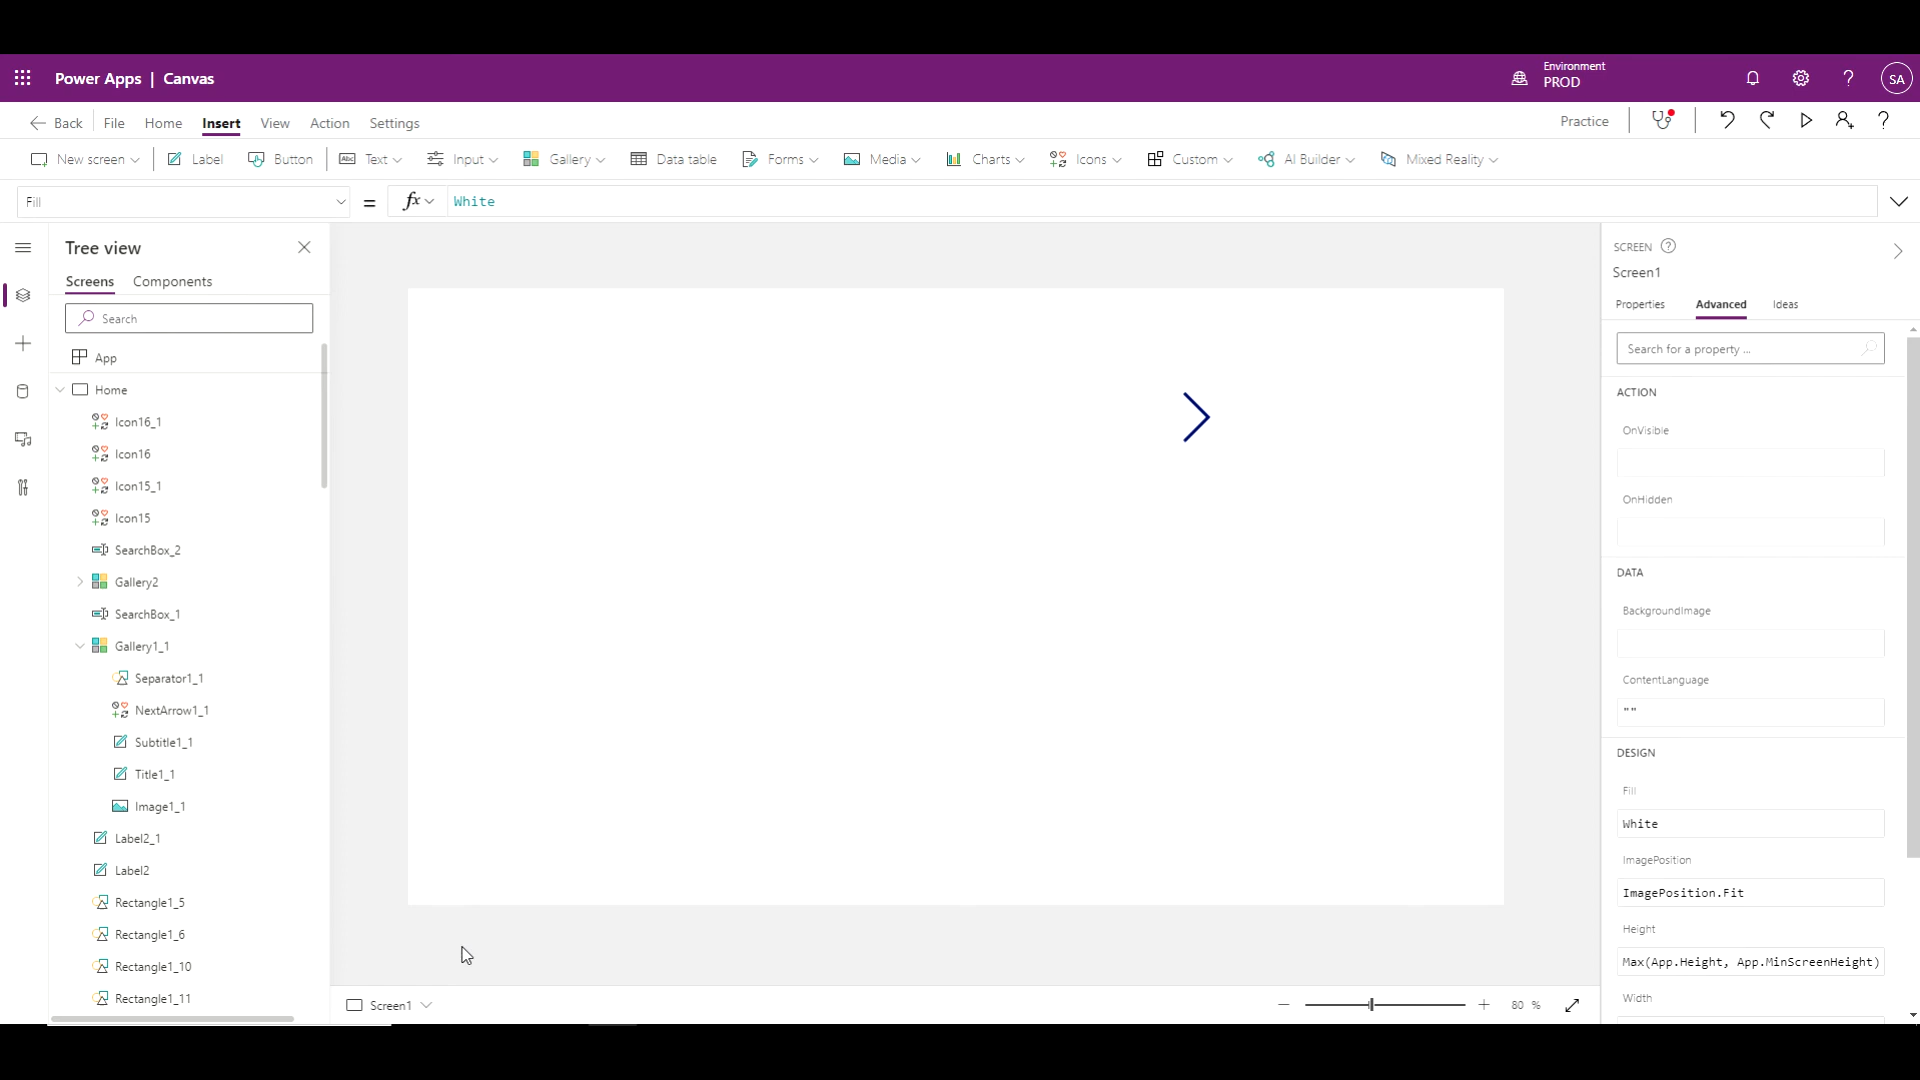 Power Apps | Canvas
Environment
PROD
SA
Back File Home Insert View Action Settings
Practice
New screen Label Button Text Input Gallery Data table Forms Media Charts Icons Custom AI Builder Mixed Reality
Fill = fx White
Tree view
Screens Components
Search
App
Home
Icon16_1
Icon16
Icon15_1
Icon15
SearchBox_2
Gallery2
SearchBox_1
Gallery1_1
Separator1_1
NextArrow1_1
Subtitle1_1
Title1_1
Image1_1
Label2_1
Label2
Rectangle1_5
Rectangle1_6
Rectangle1_10
Rectangle1_11
Screen1
80 %
SCREEN
Screen1
Properties Advanced Ideas
Search for a property ...
ACTION
OnVisible
OnHidden
DATA
BackgroundImage
ContentLanguage
""
DESIGN
Fill
White
ImagePosition
ImagePosition.Fit
Height
Max(App.Height, App.MinScreenHeight)
Width